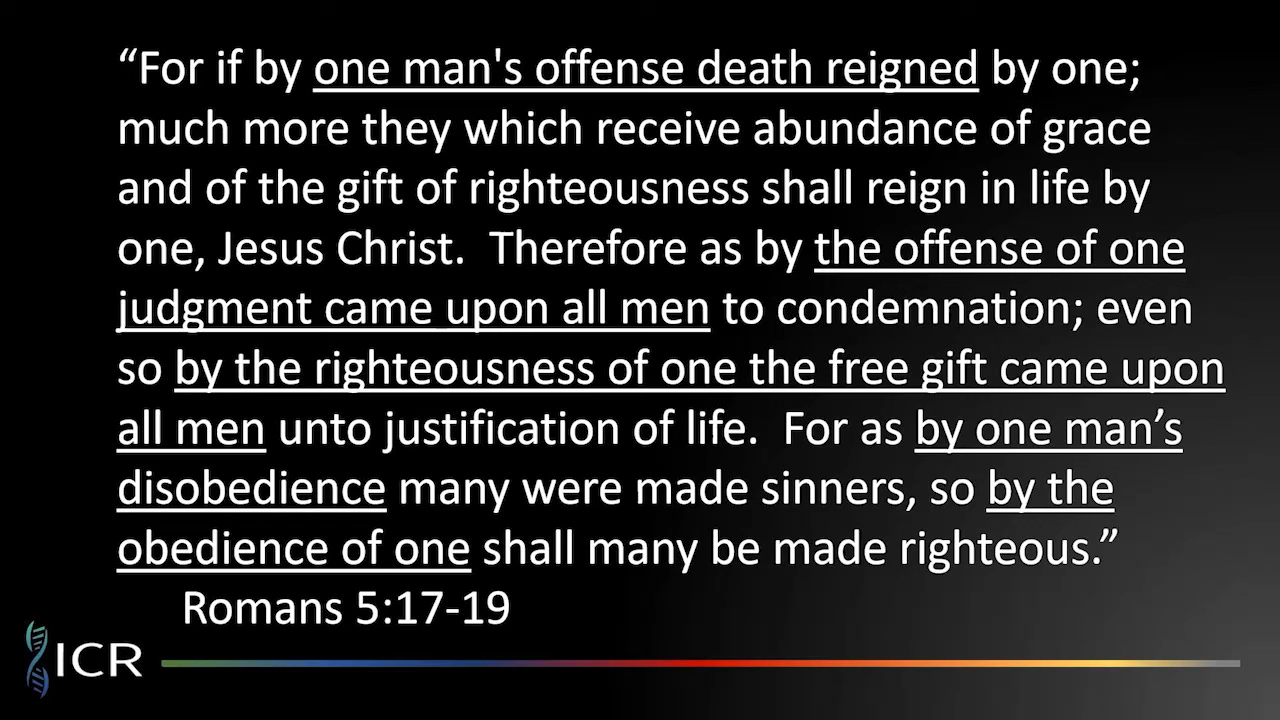 “For if by one man's offense death reigned by one;
much more they which receive abundance of grace
and of the gift of righteousness shall reign in life by
one, Jesus Christ.  Therefore as by the offense of one
judgment came upon all men to condemnation; even
so by the righteousness of one the free gift came upon
all men unto justification of life.  For as by one man’s
disobedience many were made sinners, so by the
obedience of one shall many be made righteous.”
Romans 5:17-19
ICR